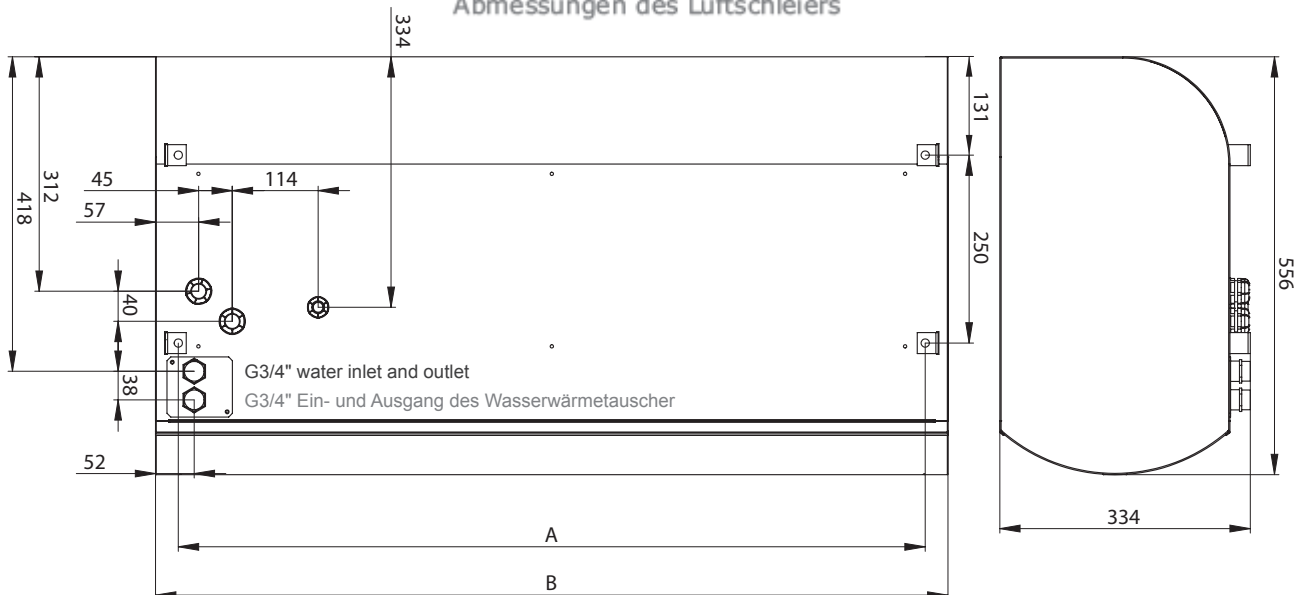 Abmessungen des Luftschleiers
334
131
45
114
312
57
418
250
556
40
G3/4" water inlet and outlet
38
G3/4" Ein- und Ausgang des Wasserwärmetauscher
52
334
A
B